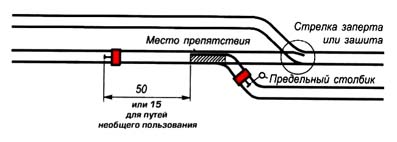 Стрелка заперта
или зашита
Место препятствия
Предельный столбик
50
или 15
для путей
необщего пользования